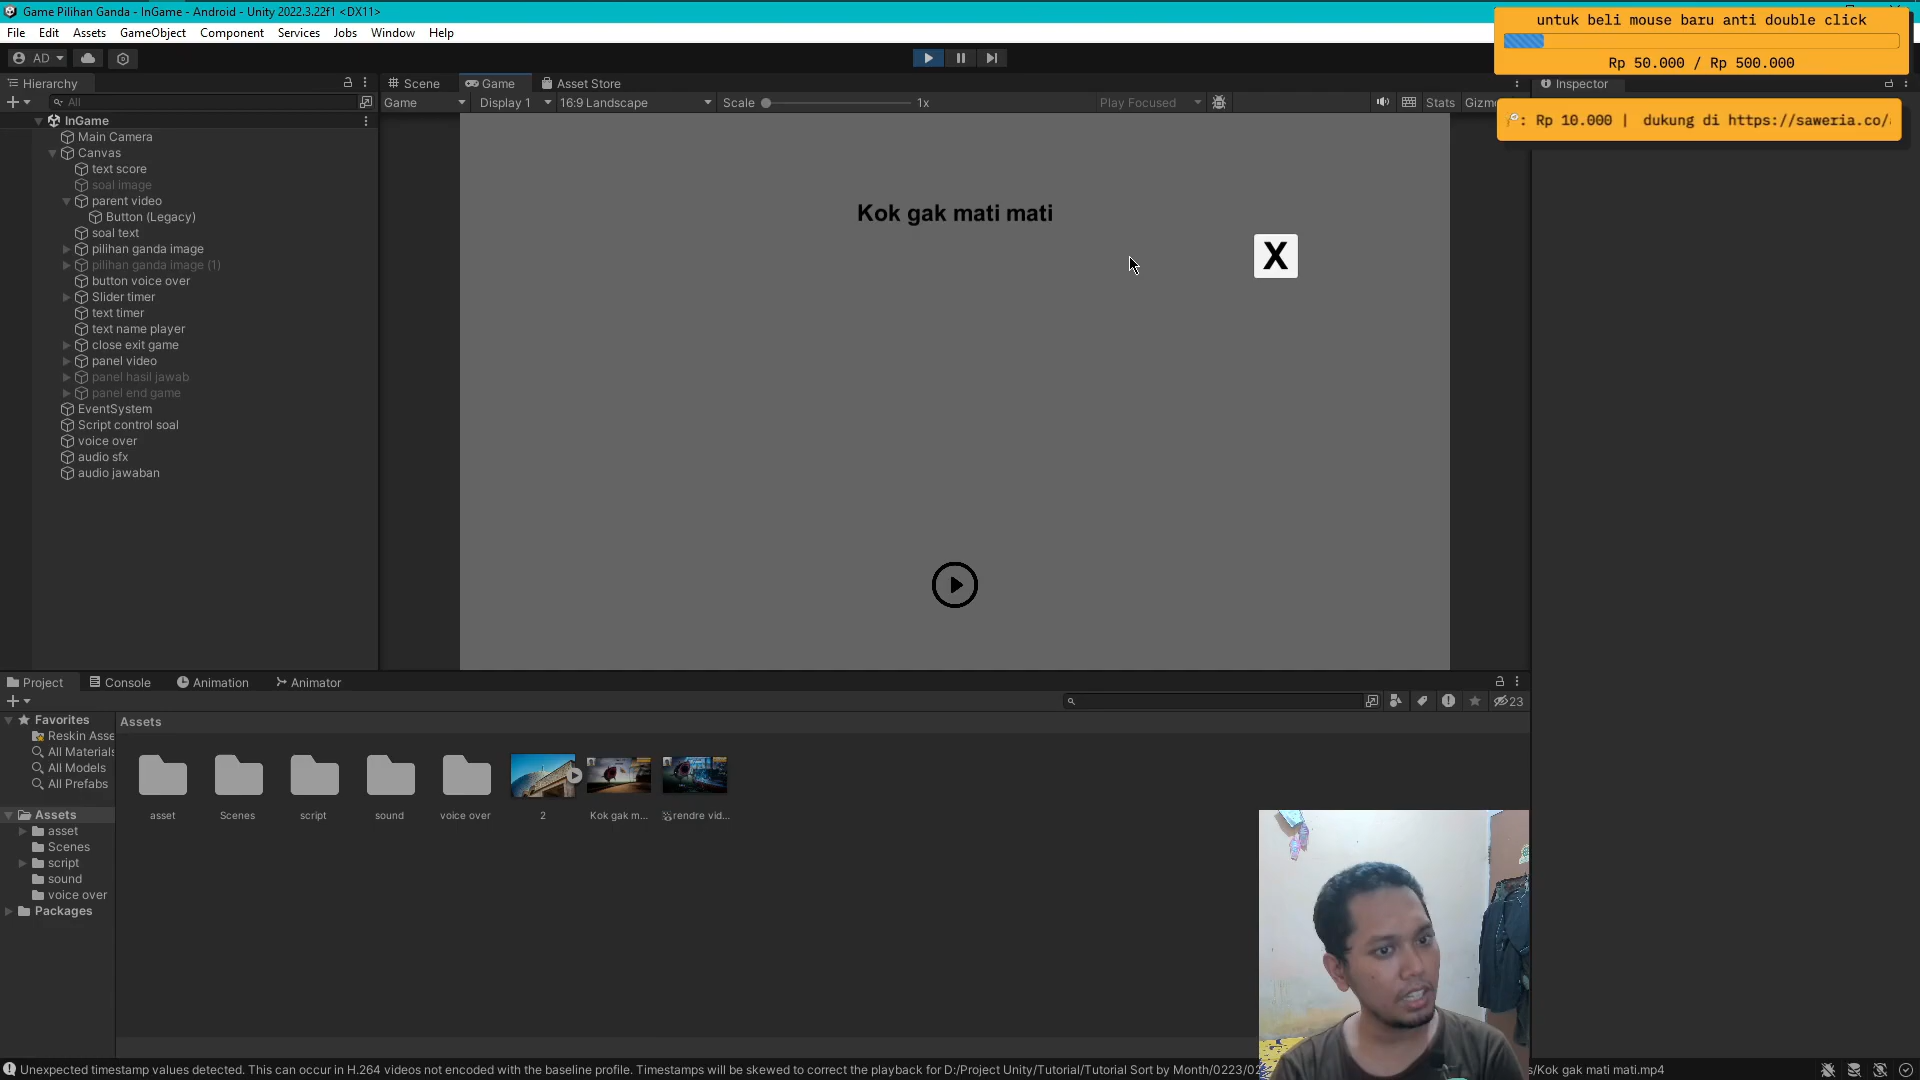 Game Pilihan Ganda - InGame - Android - Unity 2022.3.22f1 <DX11>
File Edit Assets GameObject Component Services Jobs Window Help
untuk beli mouse baru anti double click
Rp 50.000 / Rp 500.000
: Rp 10.000 | dukung di https://saweria.co/
AD
Hierarchy
All
InGame
Main Camera
Canvas
text score
soal image
parent video
Button (Legacy)
soal text
pilihan ganda image
pilihan ganda image (1)
button voice over
Slider timer
text timer
text name player
close exit game
panel video
panel hasil jawab
panel end game
EventSystem
Script control soal
voice over
audio sfx
audio jawaban
Scene Game Asset Store
Game Display 1 16:9 Landscape Scale 1x Play Focused Stats Gizm
Inspector
Kok gak mati mati
X
Project Console Animation Animator
23
Favorites
Reskin Asse
All Materials
All Models
All Prefabs
Assets
asset
Scenes
script
sound
voice over
Packages
Assets
asset Scenes script sound voice over 2 Kok gak m... rendre vid...
Unexpected timestamp values detected. This can occur in H.264 videos not encoded with the baseline profile. Timestamps will be skewed to correct the playback for D:/Project Unity/Tutorial/Tutorial Sort by Month/0223/02
/Kok gak mati mati.mp4